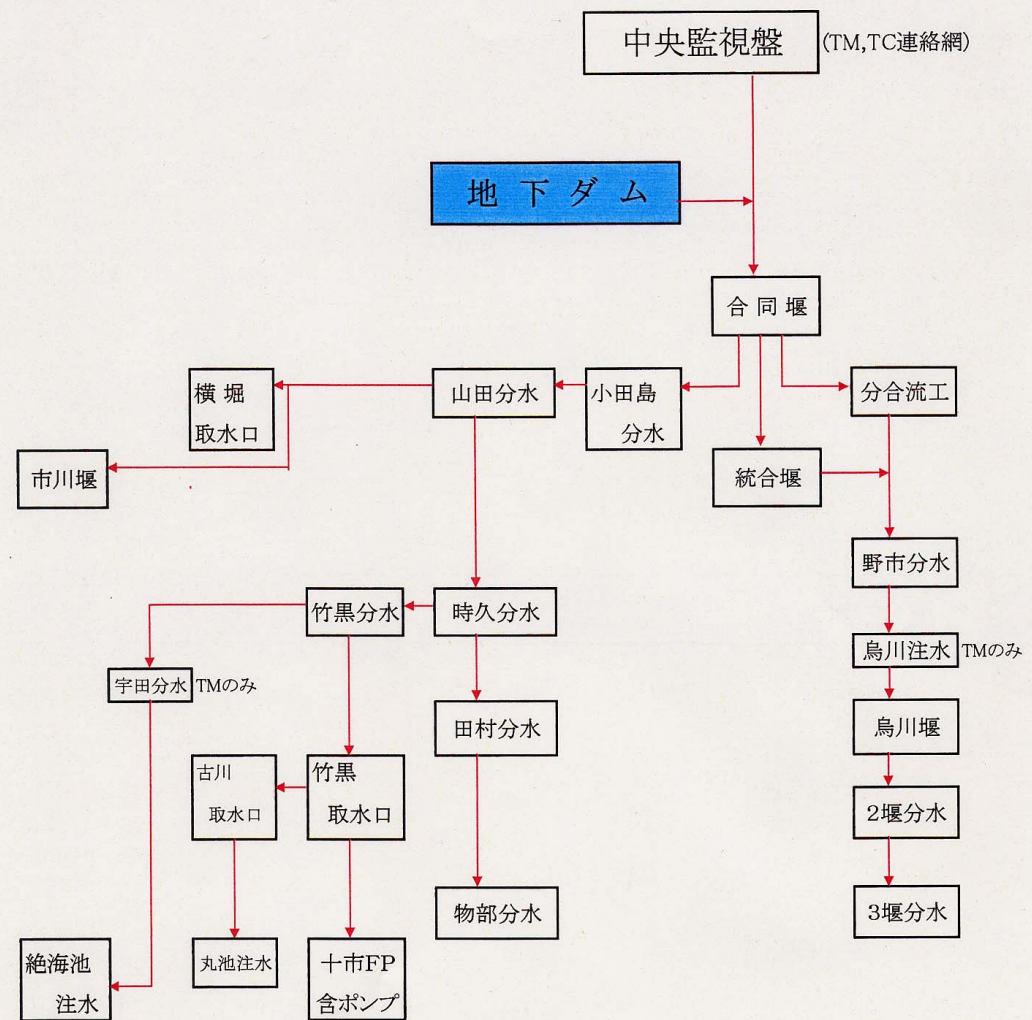 中央監視盤
(TM,TC連絡網)
地下ダム
合同堰
横堀
取水口
山田分水
小田島
分水
分合流工
市川堰
統合堰
野市分水
竹黒分水
時久分水
烏川注水
TMのみ
宇田分水
TMのみ
田村分水
烏川堰
古川
取水口
竹黒
取水口
2堰分水
物部分水
3堰分水
絶海池
注水
丸池注水
十市FP
含ポンプ